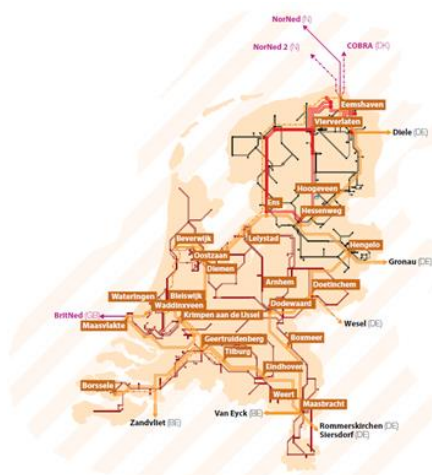 NorNed (N)
NorNed 2 (N)
COBRA (DK)
Eemshaven
Vierverlaten
Diele (DE)
Hoogeveen
Ens
Hessenweg
Beverwijk
Lelystad
Hengelo
Oostzaan
Diemen
Gronau (DE)
Arnhem
Doetinchem
Wateringen
Bleiswijk
Waddinxveen
Dodewaard
BritNed (GB)
Krimpen aan de IJssel
Maasvlakte
Wesel (DE)
Geertruidenberg
Boxmeer
Tilburg
Eindhoven
Borssele
Weert
Maasbracht
Zandvliet (BE)
Van Eyck (BE)
Rommerskirchen (DE)
Siersdorf (DE)